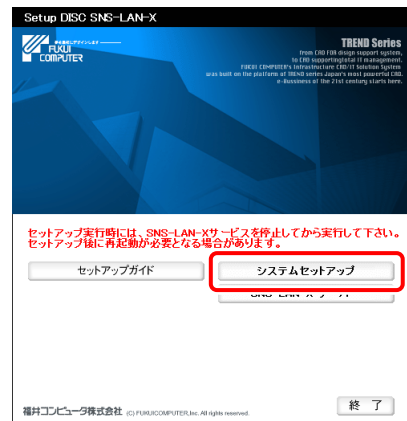 Setup DISC SNS-LAN-X
FUKUI
COMPUTER
TREND Series
from CAD FOR design support system,
to CAD supportingtotal IT management.
FUKUI COMPUTER's Infrastructure CAD/IT Solution System
was built on the platform of TREND series Japan's most powerful CAD.
e-Bussiness of the 21st century starts here.
セットアップ実行時には、SNS-LAN-Xサービスを停止してから実行して下さい。
セットアップ後に再起動が必要となる場合があります。
セットアップガイド
システムセットアップ
福井コンピュータ株式会社 (C) FUKUICOMPUTER,Inc. All rights reserved.
終 了